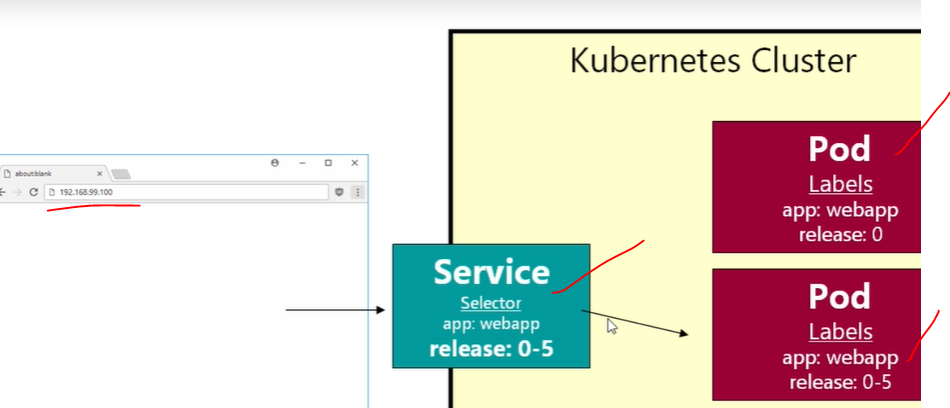 Kubernetes Cluster
about:blank
192.168.99.100
Service
Selector
app: webapp
release: 0-5
Pod
Labels
app: webapp
release: 0
Pod
Labels
app: webapp
release: 0-5